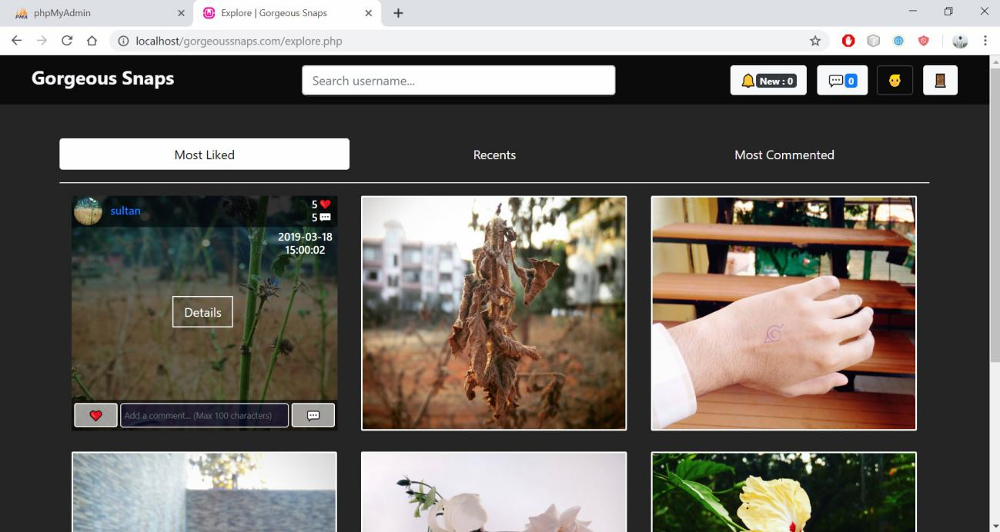 phpMyAdmin
Explore | Gorgeous Snaps
localhost/gorgeoussnaps.com/explore.php
Gorgeous Snaps
Search username...
New : 0
0
Most Liked
Recents
Most Commented
sultan
5
5
2019-03-18
15:00:02
Details
Add a comment... (Max 100 characters)